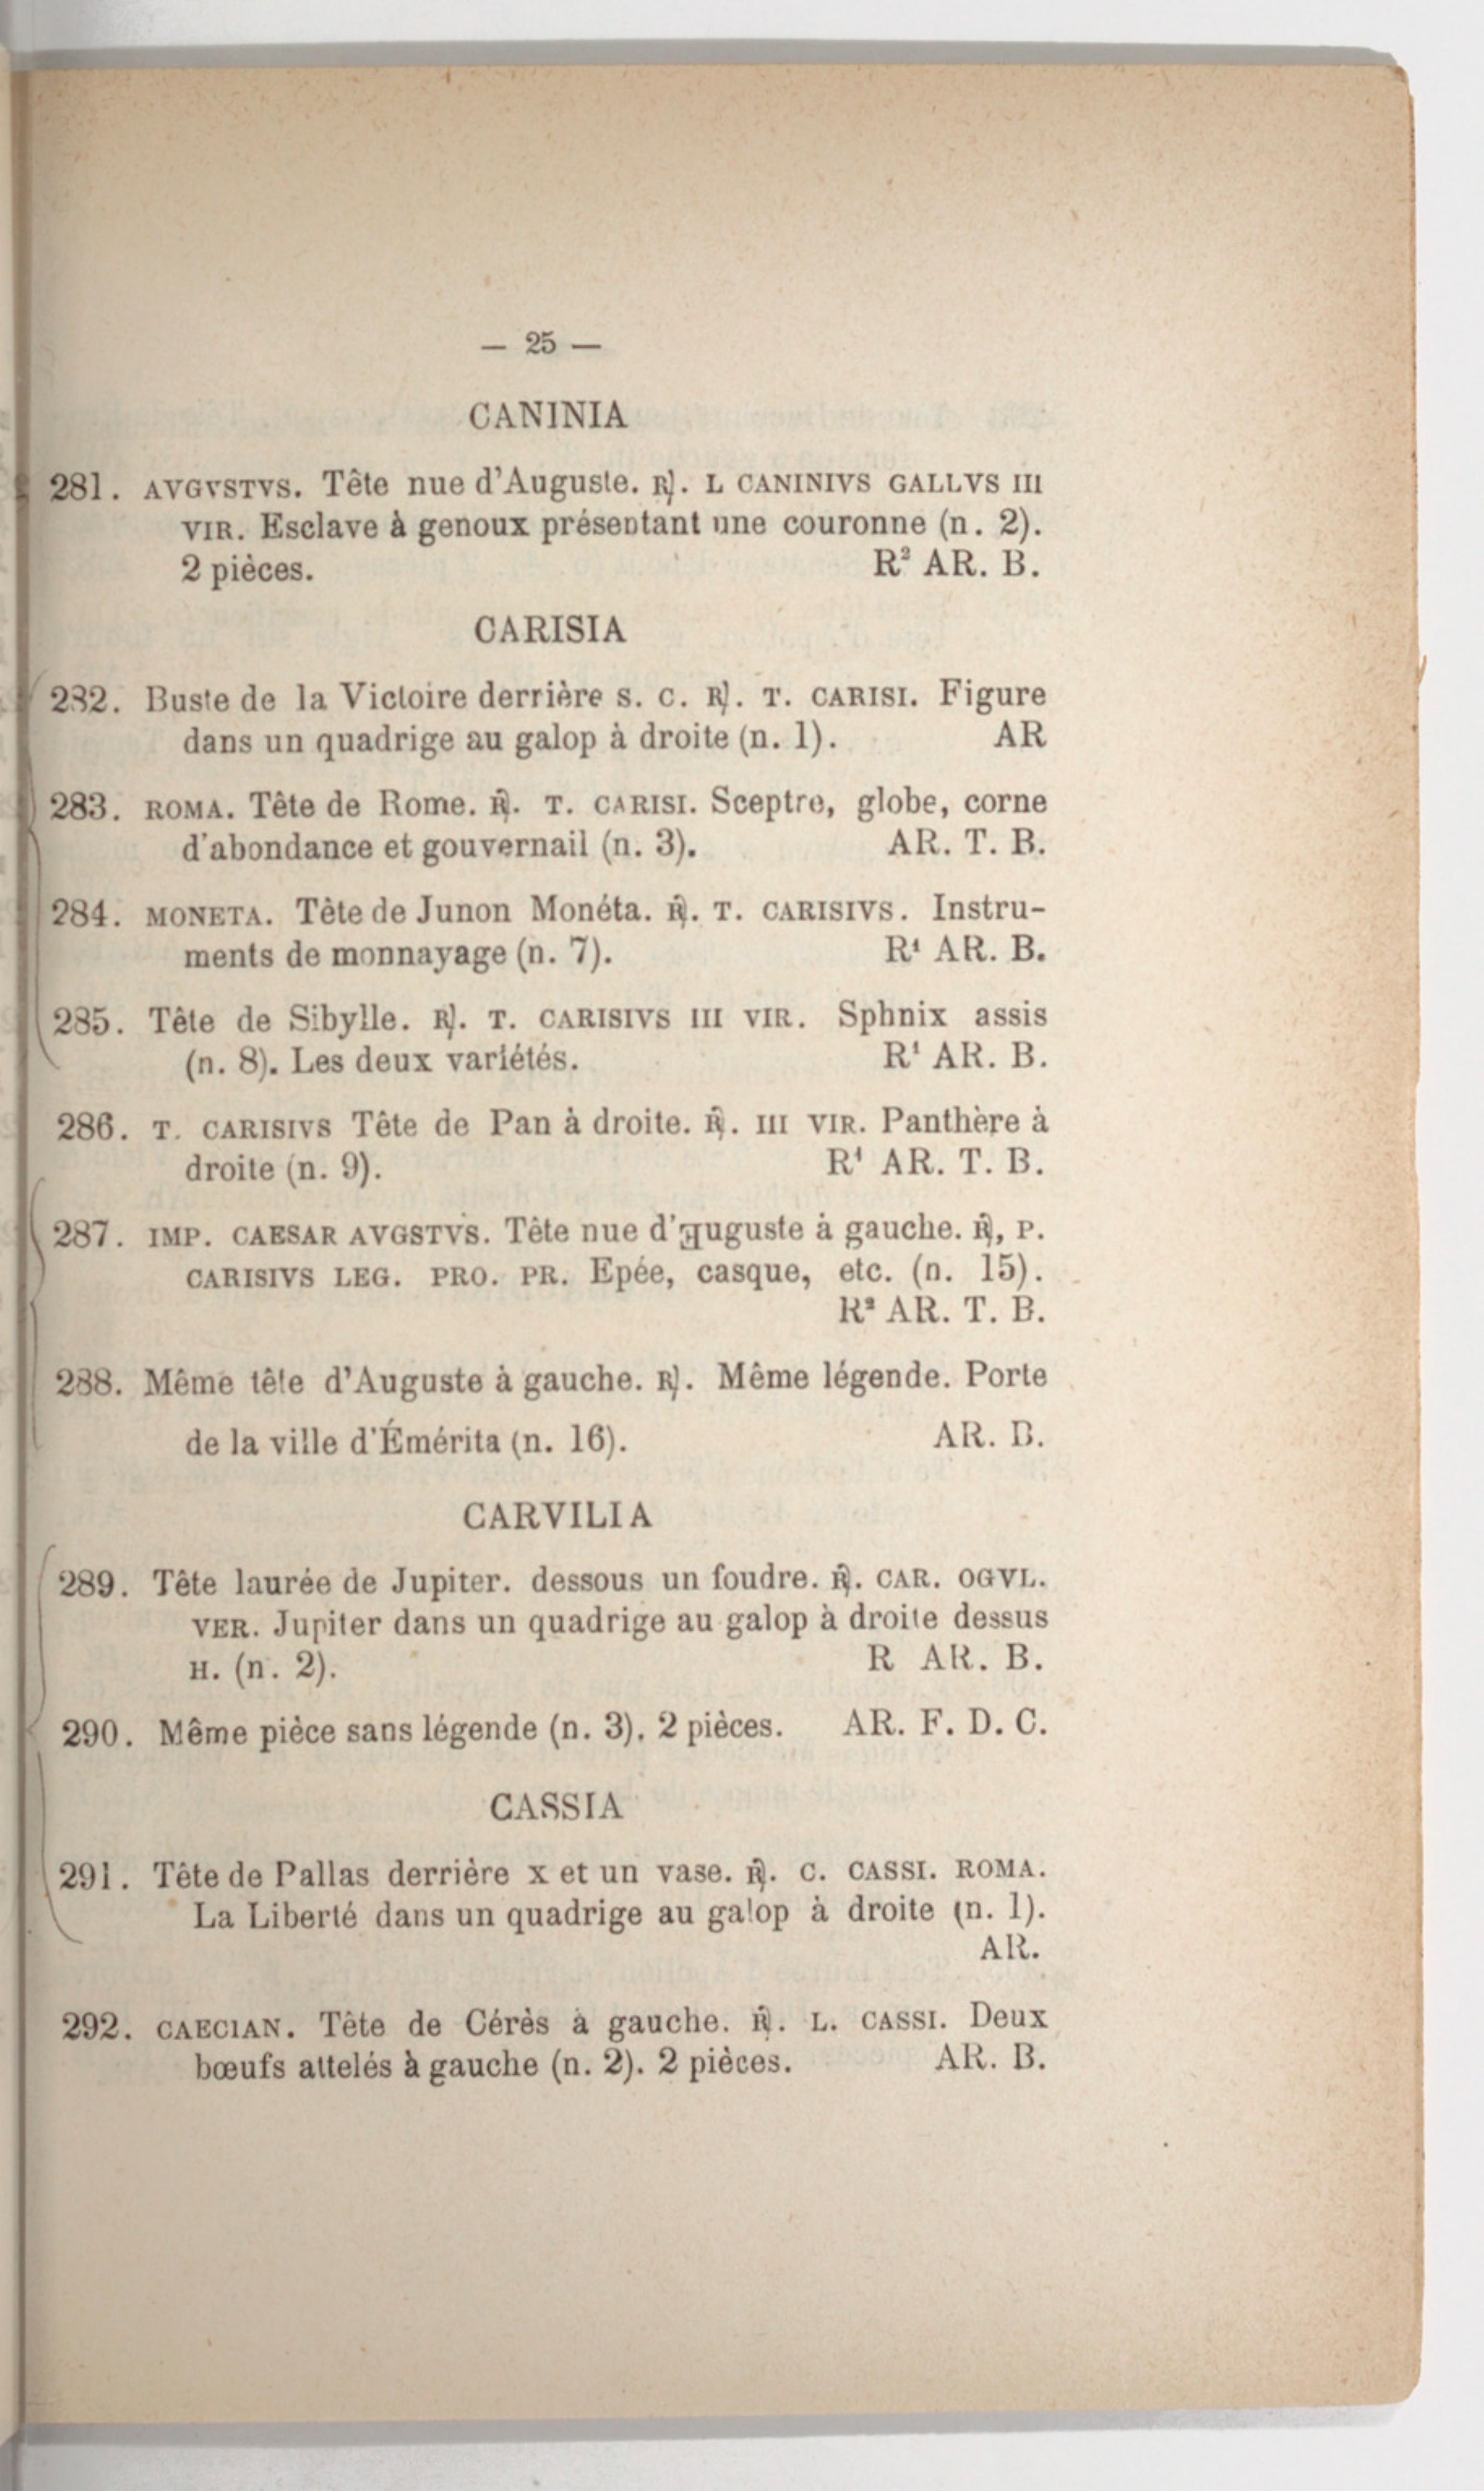 — 25 —
CANINIA
281. AVGVSTVS. Tête nue d'Auguste. ℟. L CANINIVS GALLVS III
VIR. Esclave à genoux présentant une couronne (n. 2).
2 pièces. R² AR. B.
CARISIA
282. Buste de la Victoire derrière S. C. ℟. T. CARISI. Figure
dans un quadrige au galop à droite (n. 1). AR
283. ROMA. Tête de Rome. ℟. T. CARISI. Sceptre, globe, corne
d'abondance et gouvernail (n. 3). AR. T. B.
284. MONETA. Tête de Junon Monéta. ℟. T. CARISIVS. Instru-
ments de monnayage (n. 7). R¹ AR. B.
285. Tête de Sibylle. ℟. T. CARISIVS III VIR. Sphnix assis
(n. 8). Les deux variétés. R¹ AR. B.
286. T. CARISIVS Tête de Pan à droite. ℟. III VIR. Panthère à
droite (n. 9). R¹ AR. T. B.
287. IMP. CAESAR AVGSTVS. Tête nue d'Auguste à gauche. ℟, P.
CARISIVS LEG. PRO. PR. Epée, casque, etc. (n. 15).
R² AR. T. B.
288. Même tête d'Auguste à gauche. ℟. Même légende. Porte
de la ville d'Émérita (n. 16). AR. B.
CARVILIA
289. Tête laurée de Jupiter. dessous un foudre. ℟. CAR. OGVL.
VER. Jupiter dans un quadrige au galop à droite dessus
H. (n. 2). R AR. B.
290. Même pièce sans légende (n. 3). 2 pièces. AR. F. D. C.
CASSIA
291. Tête de Pallas derrière X et un vase. ℟. C. CASSI. ROMA.
La Liberté dans un quadrige au galop à droite (n. 1).
AR.
292. CAECIAN. Tête de Cérès à gauche. ℟. L. CASSI. Deux
bœufs attelés à gauche (n. 2). 2 pièces. AR. B.